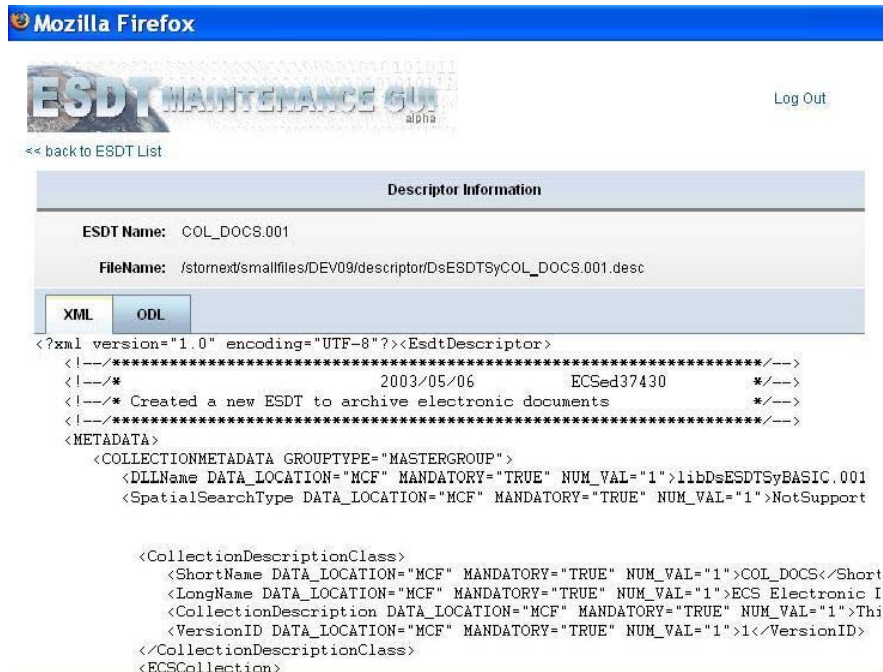 Mozilla Firefox
ESDT MAINTENANCE GUI
alpha
Log Out
<< back to ESDT List
Descriptor Information
ESDT Name: COL_DOCS.001
FileName: /stornext/smallfiles/DEV09/descriptor/DsESDTSyCOL_DOCS.001.desc
XML ODL
<?xml version="1.0" encoding="UTF-8"?><EsdtDescriptor>
<!--/******************************************************************************/-->
<!--/* 2003/05/06 ECSed37430 */-->
<!--/* Created a new ESDT to archive electronic documents */-->
<!--/******************************************************************************/-->
<METADATA>
<COLLECTIONMETADATA GROUPTYPE="MASTERGROUP">
<DLLName DATA_LOCATION="MCF" MANDATORY="TRUE" NUM_VAL="1">libDsESDTSyBASIC.001
<SpatialSearchType DATA_LOCATION="MCF" MANDATORY="TRUE" NUM_VAL="1">NotSupport
<CollectionDescriptionClass>
<ShortName DATA_LOCATION="MCF" MANDATORY="TRUE" NUM_VAL="1">COL_DOCS</Short
<LongName DATA_LOCATION="MCF" MANDATORY="TRUE" NUM_VAL="1">ECS Electronic
<CollectionDescription DATA_LOCATION="MCF" MANDATORY="TRUE" NUM_VAL="1">Thi
<VersionID DATA_LOCATION="MCF" MANDATORY="TRUE" NUM_VAL="1">1</VersionID>
</CollectionDescriptionClass>
<ECSCollection>